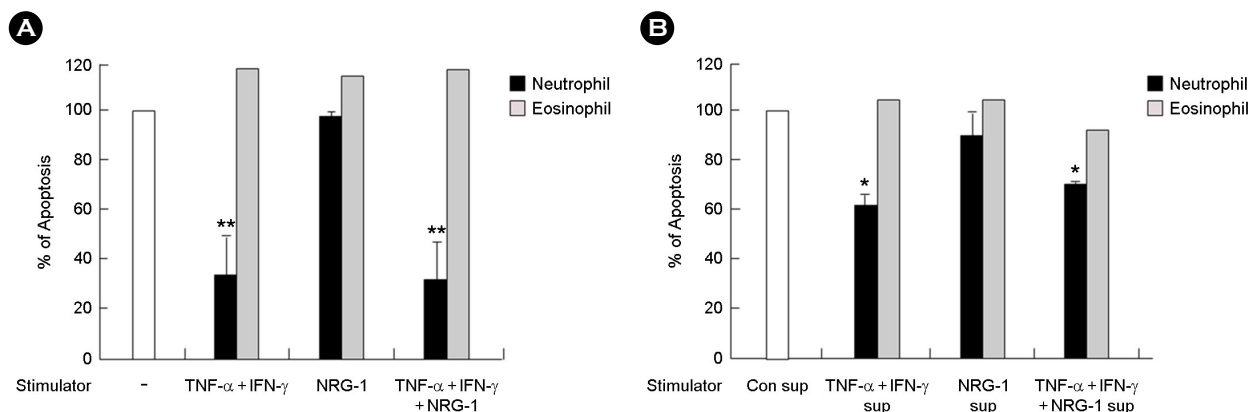 A
% of Apoptosis
120
100
80
60
40
20
0
**
**
Neutrophil
Eosinophil
Stimulator
-
TNF-α + IFN-γ
NRG-1
TNF-α + IFN-γ
+ NRG-1
B
% of Apoptosis
120
100
80
60
40
20
0
*
*
Neutrophil
Eosinophil
Stimulator
Con sup
TNF-α + IFN-γ
sup
NRG-1
sup
TNF-α + IFN-γ
+ NRG-1 sup